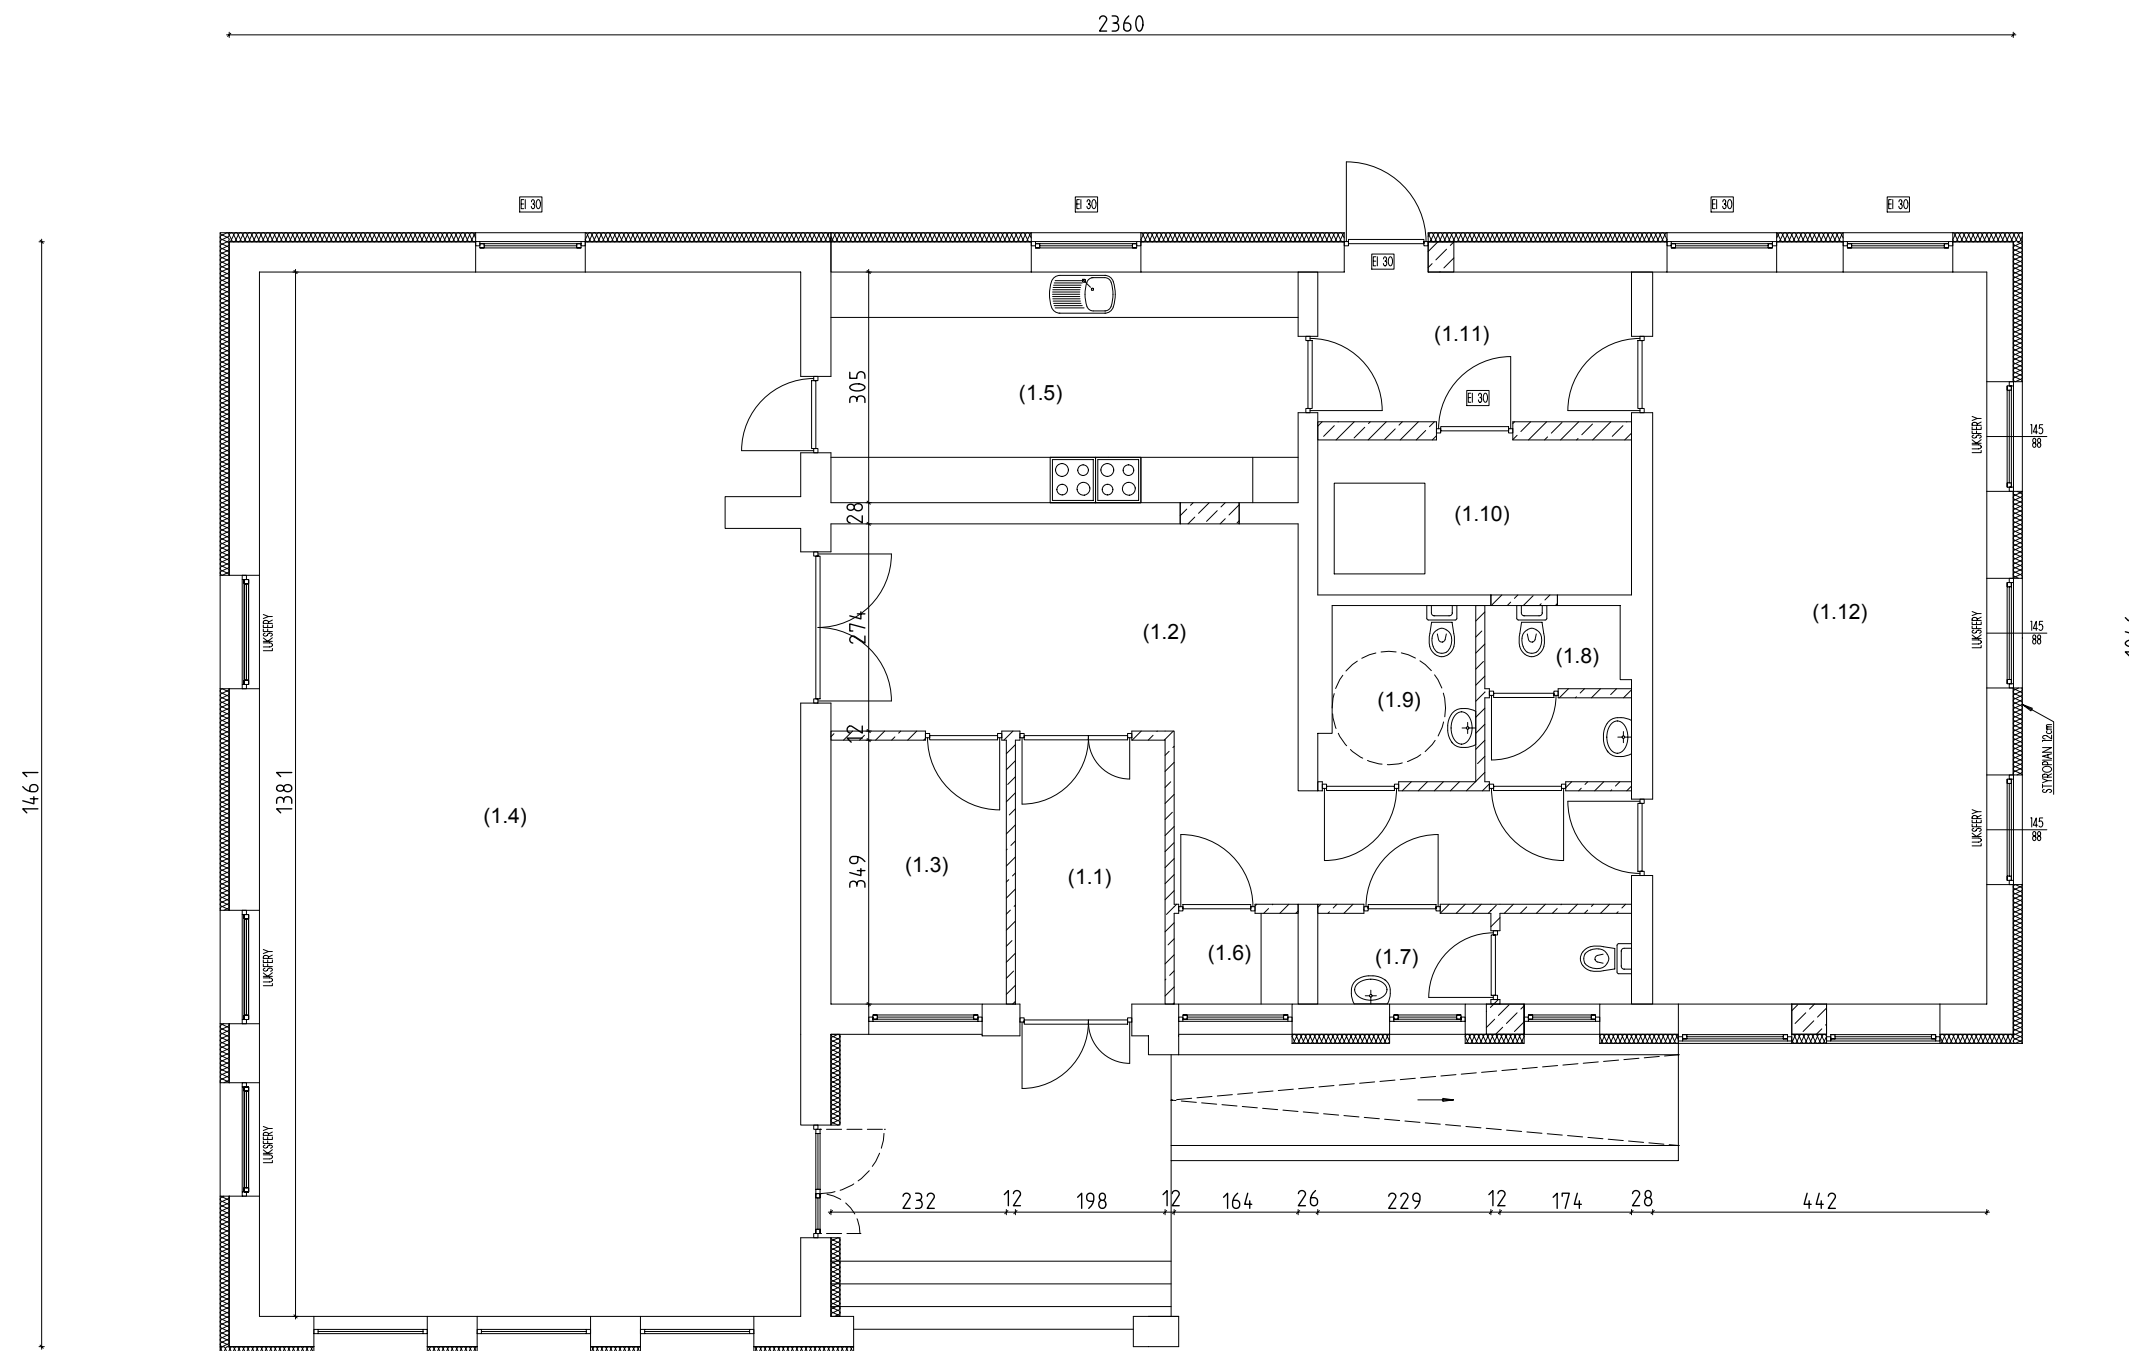 2360
EI 30
EI 30
EI 30
EI 30
EI 30
(1.11)
305
(1.5)
EI 30
LUKSFERY
145
88
28
(1.10)
274
(1.2)
(1.12)
LUKSFERY
LUKSFERY
145
88
(1.8)
(1.9)
12
STYROPIAN 12cm
1461
1381
(1.4)
349
(1.3)
(1.1)
LUKSFERY
145
88
(1.6)
(1.7)
LUKSFERY
LUKSFERY
232
12
198
12
164
26
229
12
174
28
442